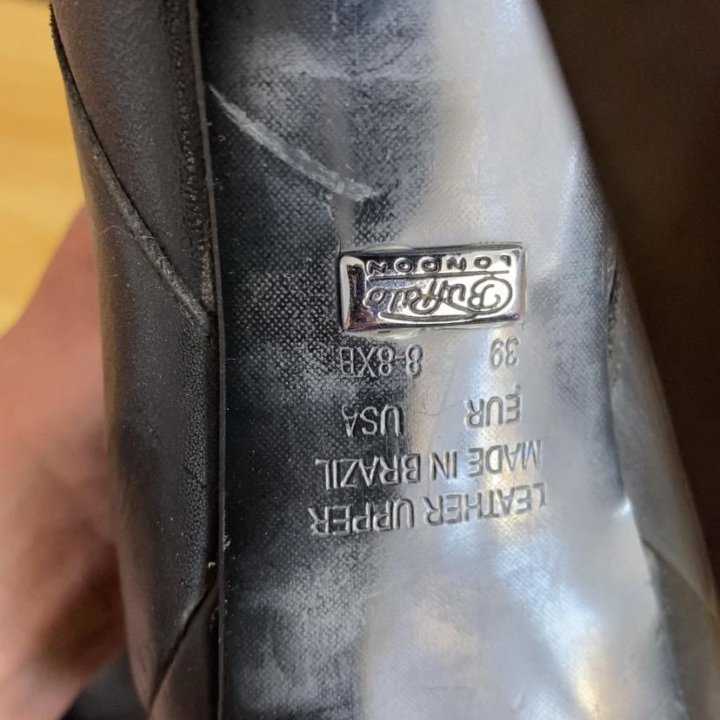 LEATHER UPPER
MADE IN BRAZIL
EUR USA
39 8-8XB
Buffalo
LONDON